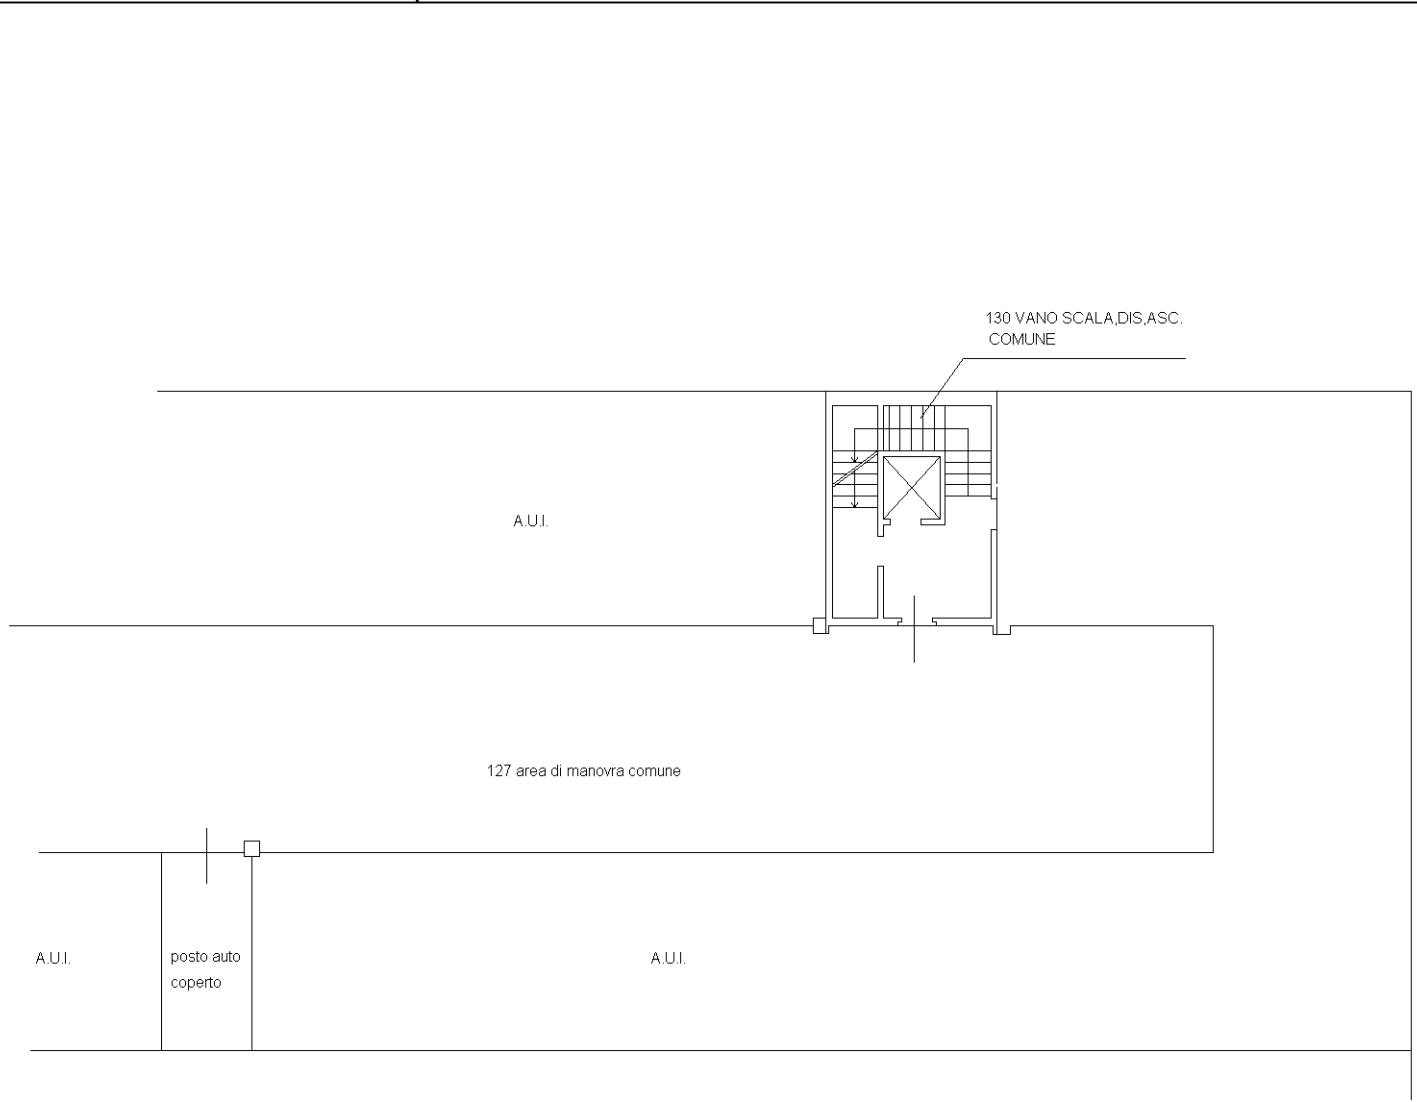 130 VANO SCALA,DIS,ASC.
COMUNE
A.U.I.
127 area di manovra comune
A.U.I.
posto auto
coperto
A.U.I.